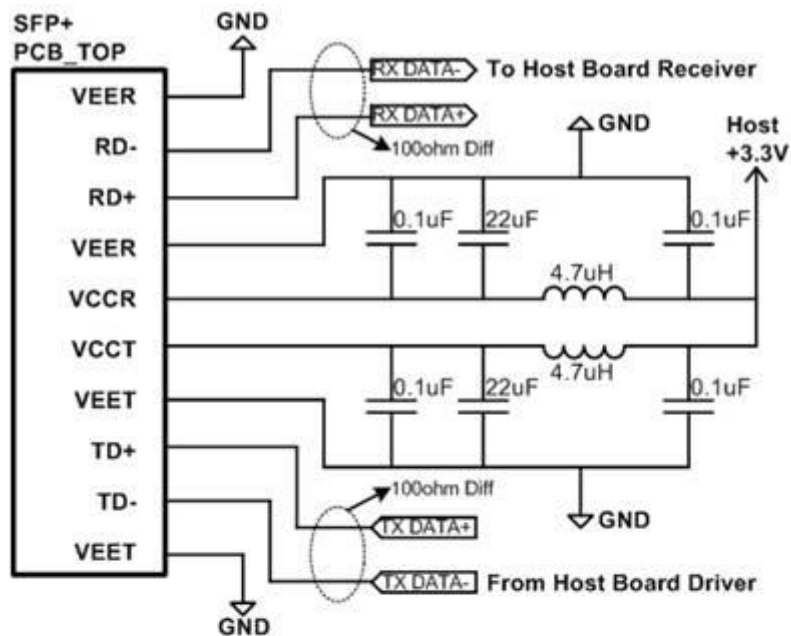 SFP+
PCB_TOP
GND
VEER
RD-
RD+
VEER
VCCR
VCCT
VEET
TD+
TD-
VEET
GND
RX DATA-
To Host Board Receiver
RX DATA+
100ohm Diff
GND
Host
+3.3V
0.1uF
22uF
0.1uF
4.7uH
4.7uH
0.1uF
22uF
0.1uF
100ohm Diff
GND
TX DATA+
TX DATA-
From Host Board Driver